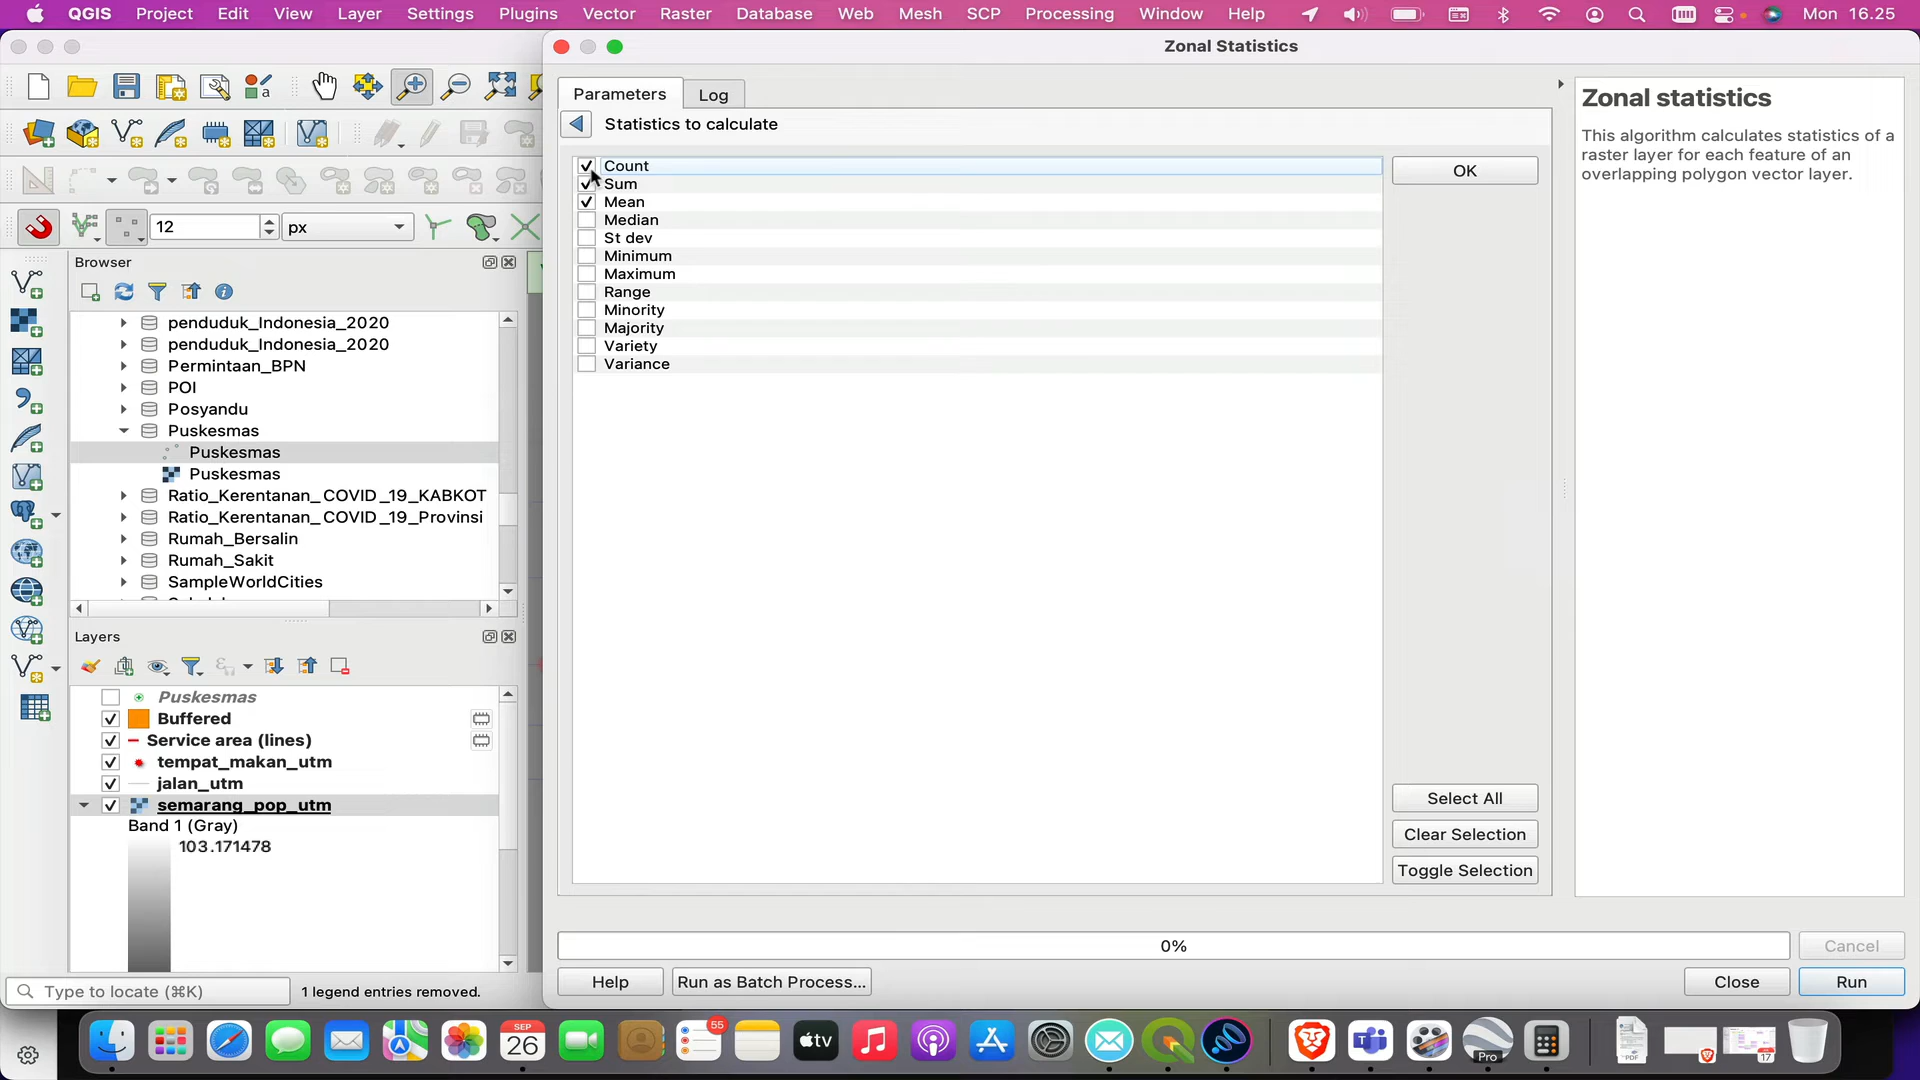 QGIS Project Edit View Layer Settings Plugins Vector Raster Database Web Mesh SCP Processing Window Help Mon 16.25
Zonal Statistics
Parameters Log
Statistics to calculate
Count
Sum
Mean
Median
St dev
Minimum
Maximum
Range
Minority
Majority
Variety
Variance
OK
Select All
Clear Selection
Toggle Selection
Zonal statistics
This algorithm calculates statistics of a
raster layer for each feature of an
overlapping polygon vector layer.
12 px
Browser
penduduk_Indonesia_2020
penduduk_Indonesia_2020
Permintaan_BPN
POI
Posyandu
Puskesmas
Puskesmas
Puskesmas
Ratio_Kerentanan_COVID_19_KABKOT
Ratio_Kerentanan_COVID_19_Provinsi
Rumah_Bersalin
Rumah_Sakit
SampleWorldCities
Layers
Puskesmas
Buffered
Service area (lines)
tempat_makan_utm
jalan_utm
semarang_pop_utm
Band 1 (Gray)
103.171478
0%
Cancel
Help Run as Batch Process... Close Run
Type to locate (⌘K) 1 legend entries removed.
SEP
26
55
tv
Pro
PDF
17